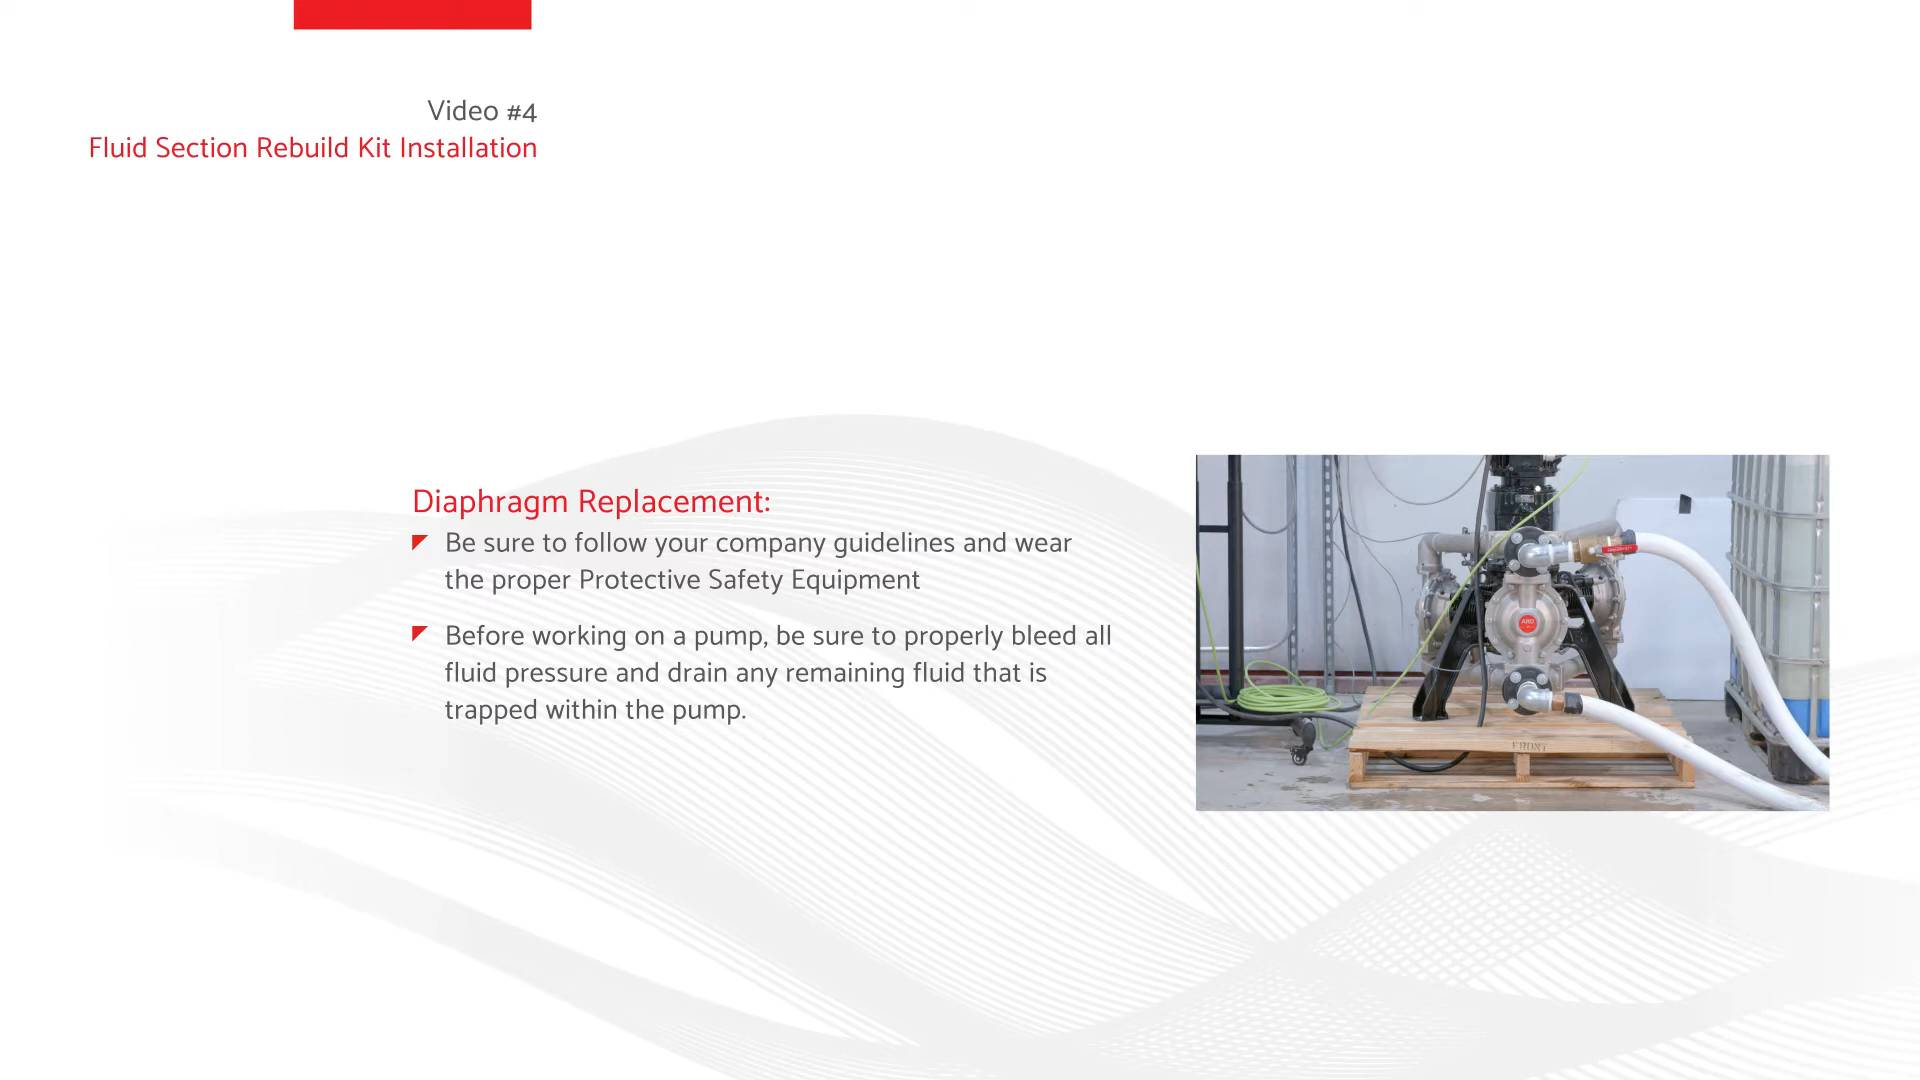 Video #4
Fluid Section Rebuild Kit Installation
Diaphragm Replacement:
Be sure to follow your company guidelines and wear
the proper Protective Safety Equipment
Before working on a pump, be sure to properly bleed all
fluid pressure and drain any remaining fluid that is
trapped within the pump.
ARO
FRONT